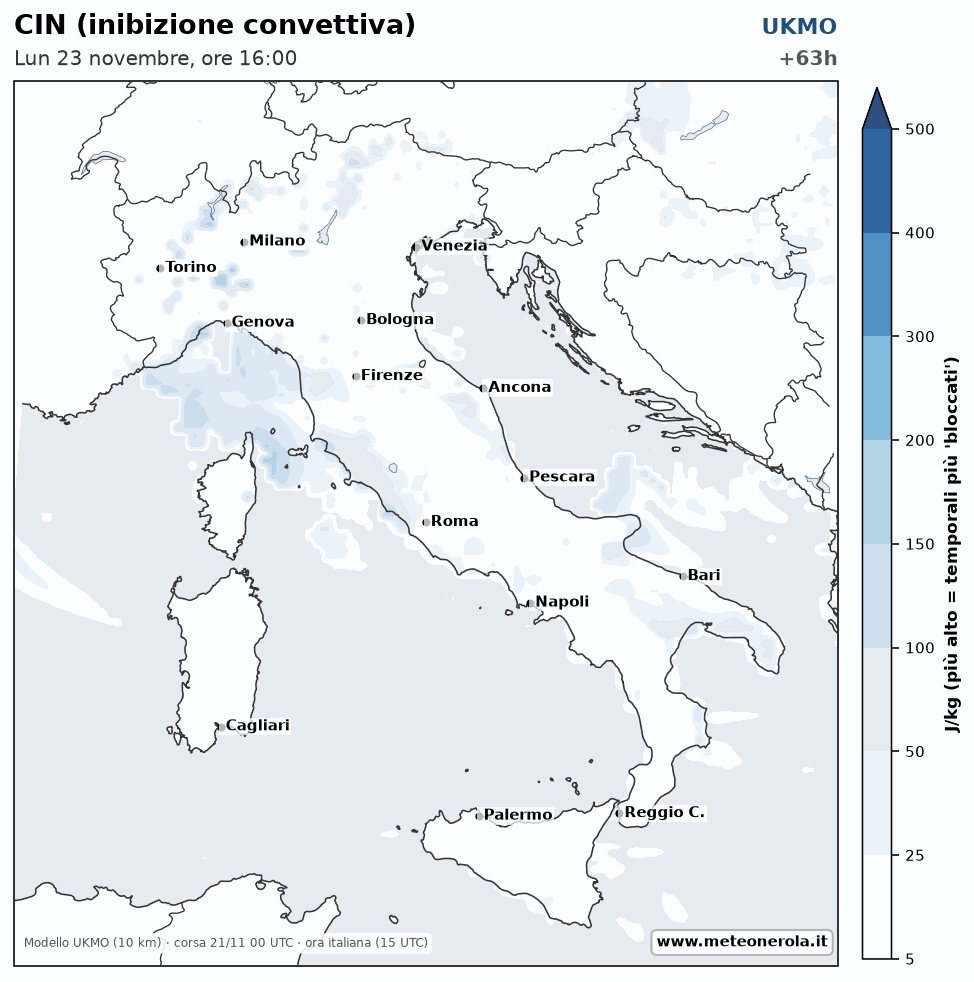 CIN (inibizione convettiva)
UKMO
Lun 23 novembre, ore 16:00
+63h
500
400
300
200
150
100
50
25
5
J/kg (più alto = temporali più 'bloccati')
Milano
Venezia
Torino
Genova
Bologna
Firenze
Ancona
Pescara
Roma
Bari
Napoli
Cagliari
Palermo
Reggio C.
Modello UKMO (10 km) · corsa 21/11 00 UTC · ora italiana (15 UTC)
www.meteonerola.it